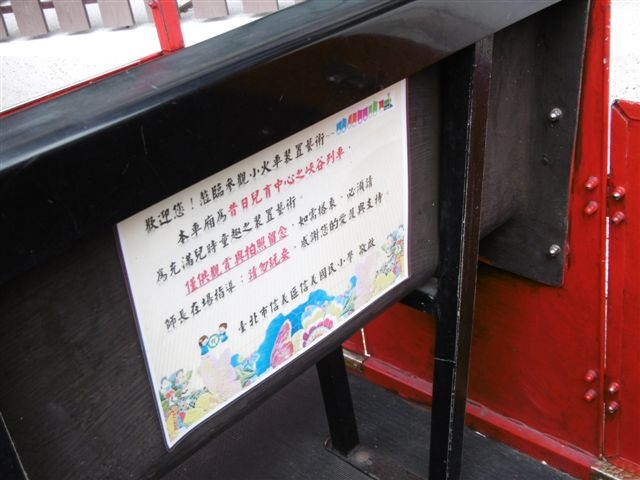 歡迎您！蒞臨參觀小火車裝置藝術--
本車廂為昔日兒育中心之峽谷列車，
為充滿兒時童趣之裝置藝術。
僅供觀賞與拍照留念，如需搭乘，必須請
師長在場指導；請勿玩耍，感謝您的愛護與支持。
臺北市信義區信義國民小學 敬啟